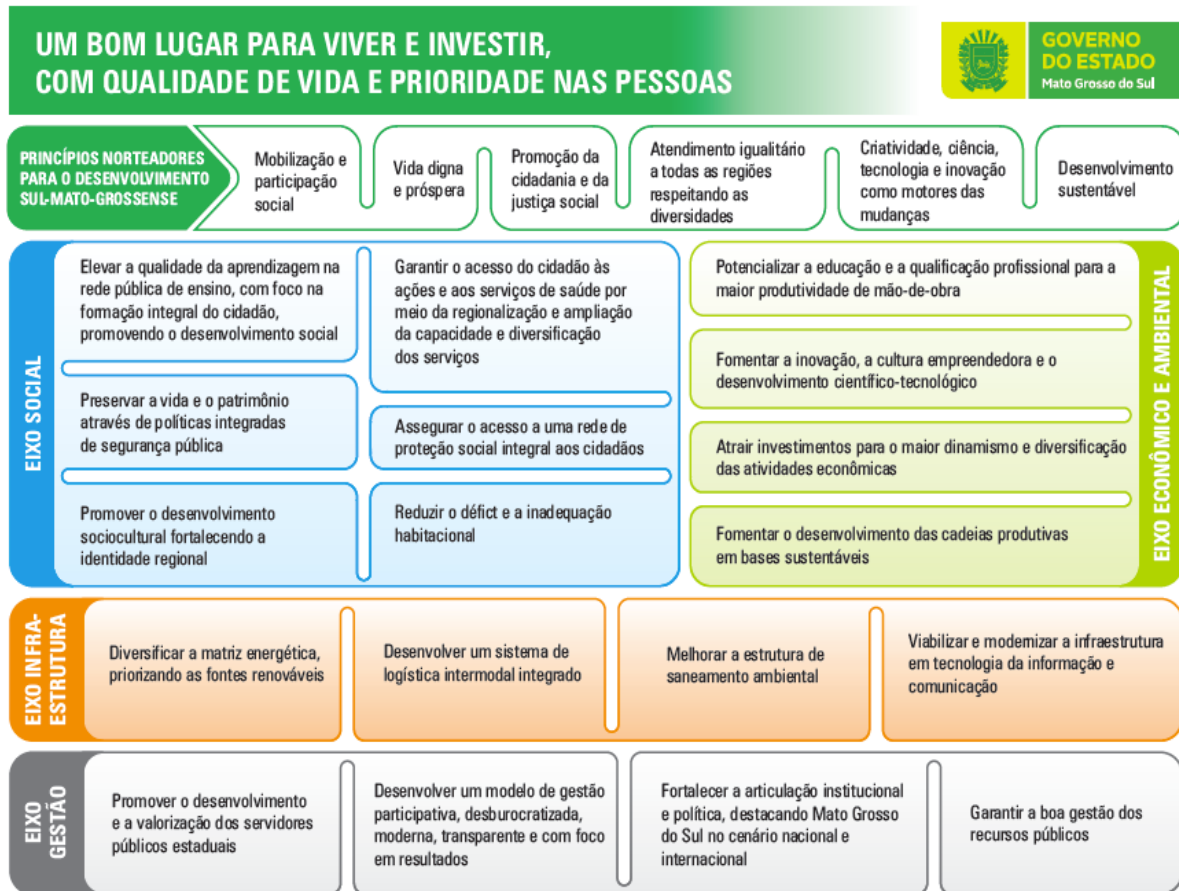 UM BOM LUGAR PARA VIVER E INVESTIR,
COM QUALIDADE DE VIDA E PRIORIDADE NAS PESSOAS
GOVERNO
DO ESTADO
Mato Grosso do Sul
PRINCÍPIOS NORTEADORES
PARA O DESENVOLVIMENTO
SUL-MATO-GROSSENSE
Mobilização e
participação
social
Vida digna
e próspera
Promoção da
cidadania e da
justiça social
Atendimento igualitário
a todas as regiões
respeitando as
diversidades
Criatividade, ciência,
tecnologia e inovação
como motores das
mudanças
Desenvolvimento
sustentável
EIXO SOCIAL
Elevar a qualidade da aprendizagem na
rede pública de ensino, com foco na
formação integral do cidadão,
promovendo o desenvolvimento social
Preservar a vida e o patrimônio
através de políticas integradas
de segurança pública
Promover o desenvolvimento
sociocultural fortalecendo a
identidade regional
Garantir o acesso do cidadão às
ações e aos serviços de saúde por
meio da regionalização e ampliação
da capacidade e diversificação
dos serviços
Assegurar o acesso a uma rede de
proteção social integral aos cidadãos
Reduzir o défict e a inadequação
habitacional
Potencializar a educação e a qualificação profissional para a
maior produtividade de mão-de-obra
Fomentar a inovação, a cultura empreendedora e o
desenvolvimento científico-tecnológico
Atrair investimentos para o maior dinamismo e diversificação
das atividades econômicas
Fomentar o desenvolvimento das cadeias produtivas
em bases sustentáveis
EIXO ECONÔMICO E AMBIENTAL
EIXO INFRA-
ESTRUTURA
Diversificar a matriz energética,
priorizando as fontes renováveis
Desenvolver um sistema de
logística intermodal integrado
Melhorar a estrutura de
saneamento ambiental
Viabilizar e modernizar a infraestrutura
em tecnologia da informação e
comunicação
EIXO
GESTÃO
Promover o desenvolvimento
e a valorização dos servidores
públicos estaduais
Desenvolver um modelo de gestão
participativa, desburocratizada,
moderna, transparente e com foco
em resultados
Fortalecer a articulação institucional
e política, destacando Mato Grosso
do Sul no cenário nacional e
internacional
Garantir a boa gestão dos
recursos públicos